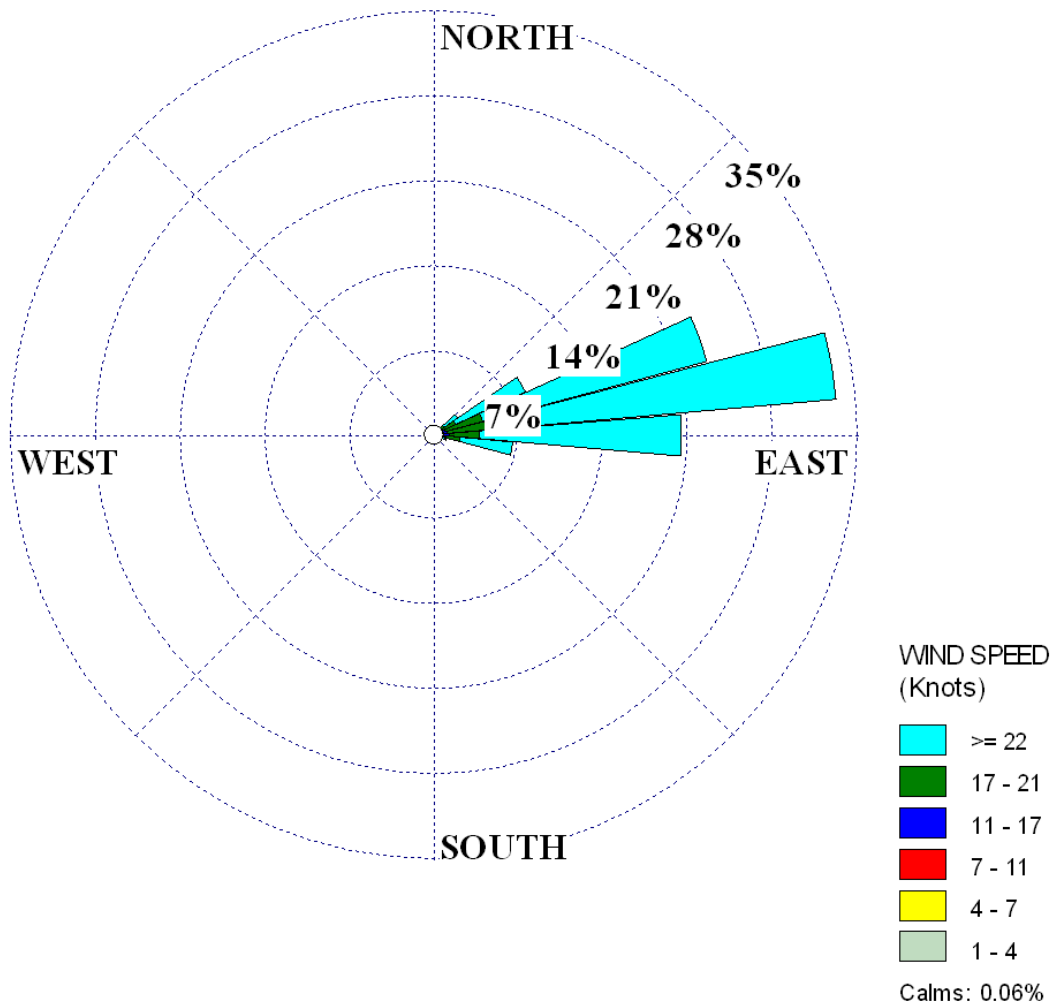 NORTH
35%
28%
21%
14%
7%
WEST
EAST
SOUTH
WIND SPEED
(Knots)
>= 22
17 - 21
11 - 17
7 - 11
4 - 7
1 - 4
Calms: 0.06%